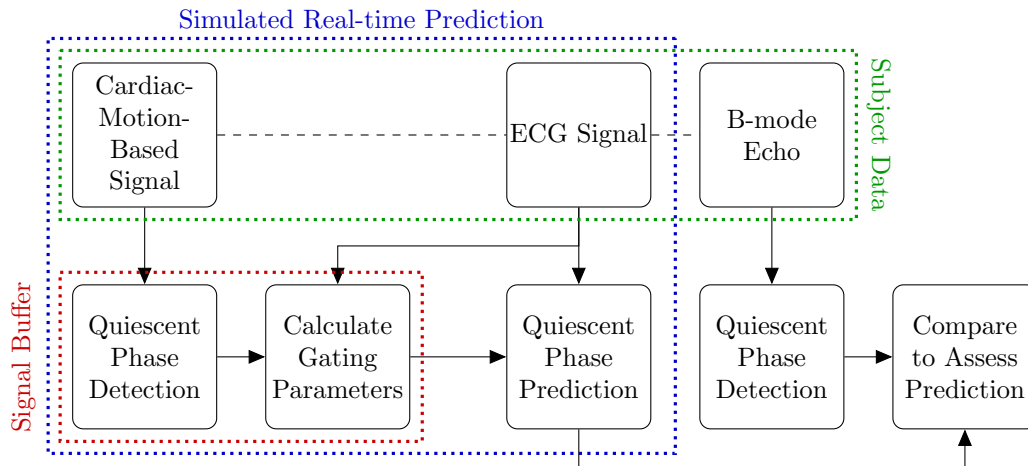 Simulated Real-time Prediction
Cardiac-
Motion-
Based
Signal
ECG Signal
B-mode
Echo
Subject Data
Signal Buffer
Quiescent
Phase
Detection
Calculate
Gating
Parameters
Quiescent
Phase
Prediction
Quiescent
Phase
Detection
Compare
to Assess
Prediction